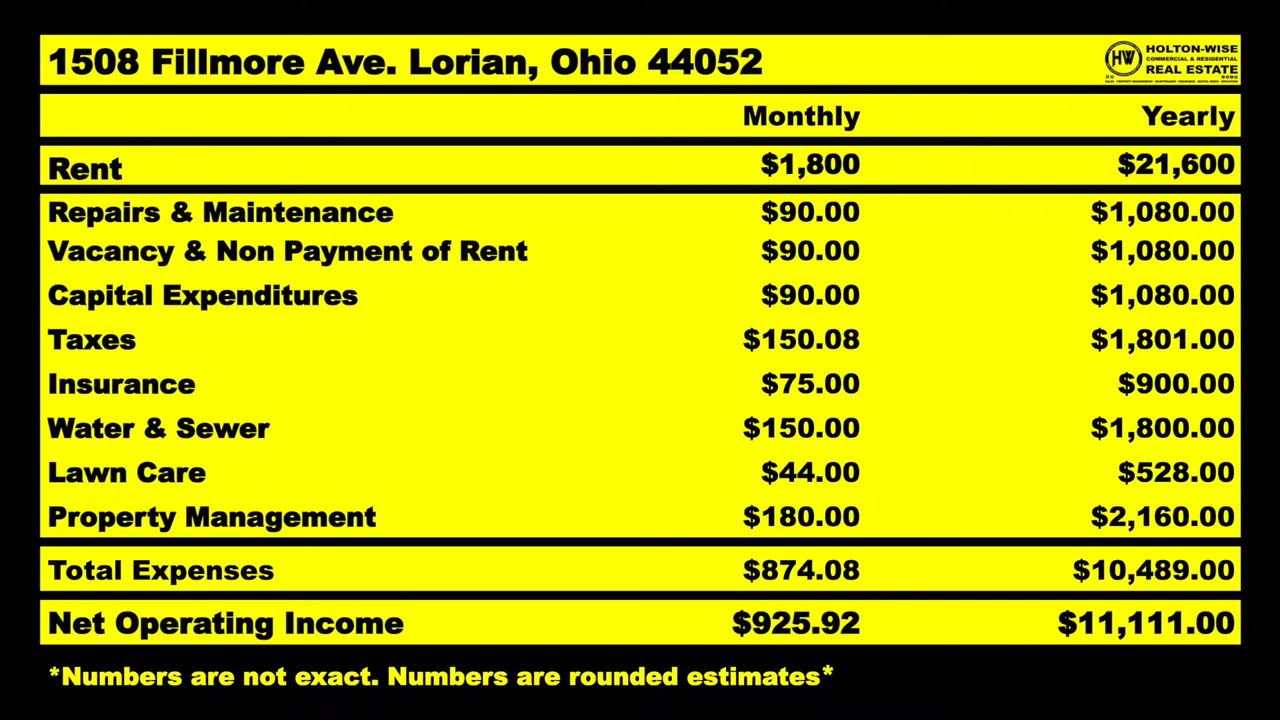 1508 Fillmore Ave. Lorian, Ohio 44052
HW
HOLTON-WISE
COMMERCIAL & RESIDENTIAL
REAL ESTATE
Monthly Yearly
Rent $1,800 $21,600
Repairs & Maintenance $90.00 $1,080.00
Vacancy & Non Payment of Rent $90.00 $1,080.00
Capital Expenditures $90.00 $1,080.00
Taxes $150.08 $1,801.00
Insurance $75.00 $900.00
Water & Sewer $150.00 $1,800.00
Lawn Care $44.00 $528.00
Property Management $180.00 $2,160.00
Total Expenses $874.08 $10,489.00
Net Operating Income $925.92 $11,111.00
*Numbers are not exact. Numbers are rounded estimates*